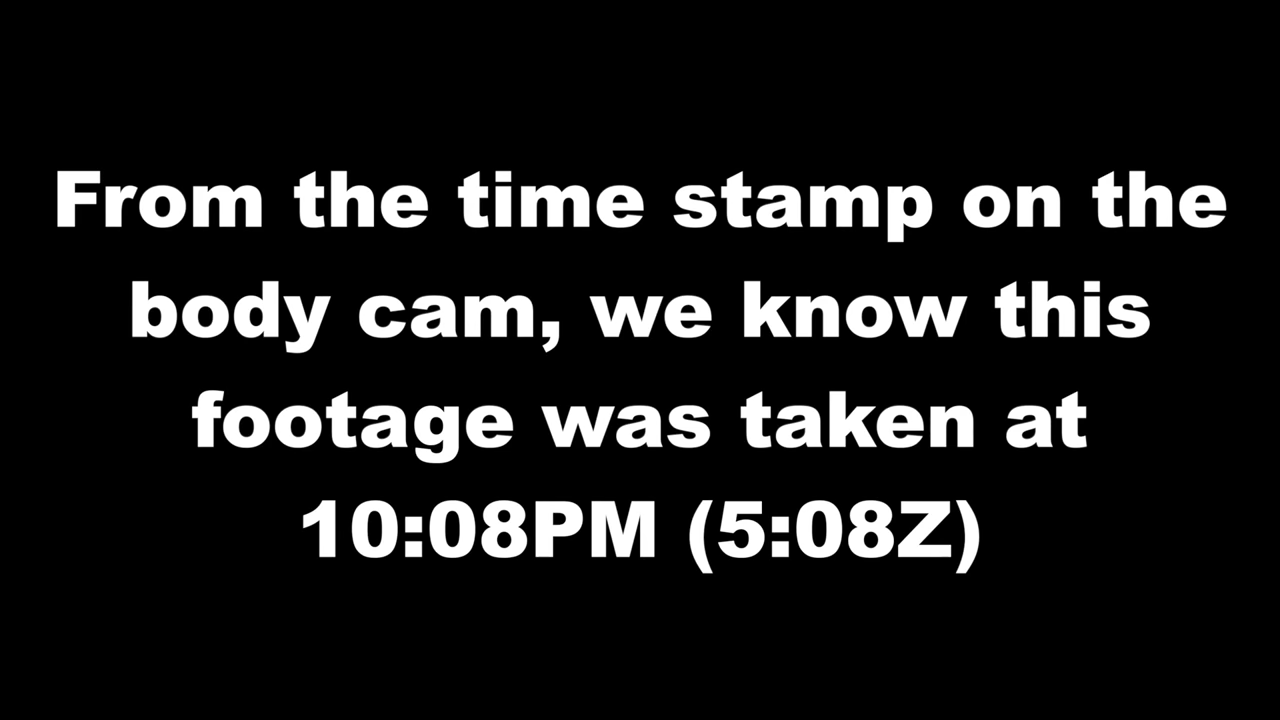 From the time stamp on the
body cam, we know this
footage was taken at
10:08PM (5:08Z)